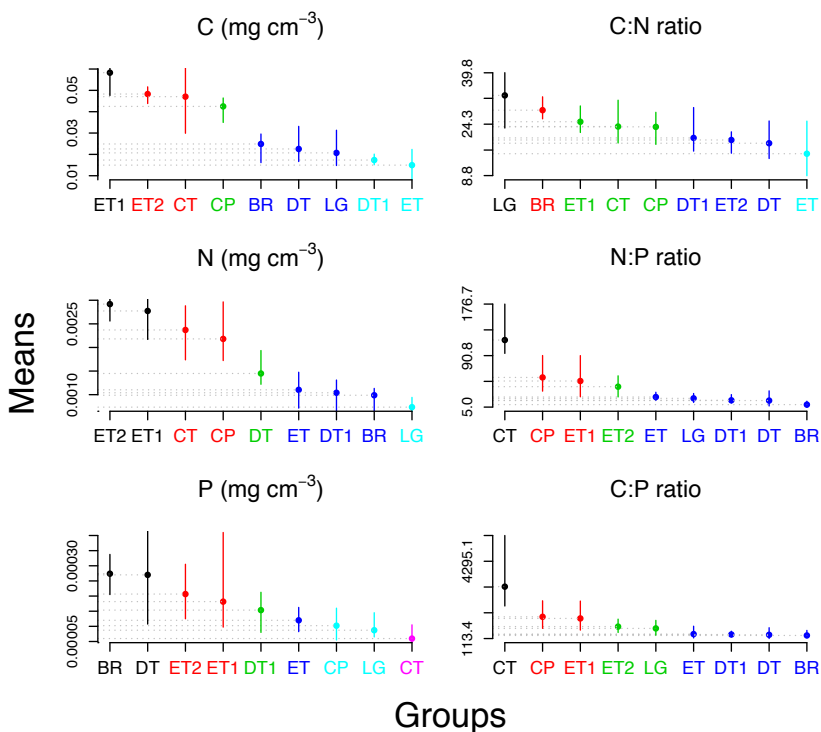 C (mg cm−3)
0.05
0.03
0.01
ET1 ET2 CT CP BR DT LG DT1 ET
C:N ratio
39.8
24.3
8.8
LG BR ET1 CT CP DT1 ET2 DT ET
Means
N (mg cm−3)
0.0025
0.0010
ET2 ET1 CT CP DT ET DT1 BR LG
N:P ratio
176.7
90.8
5.0
CT CP ET1 ET2 ET LG DT1 DT BR
P (mg cm−3)
0.00030
0.00005
BR DT ET2 ET1 DT1 ET CP LG CT
C:P ratio
4295.1
113.4
CT CP ET1 ET2 LG ET DT1 DT BR
Groups